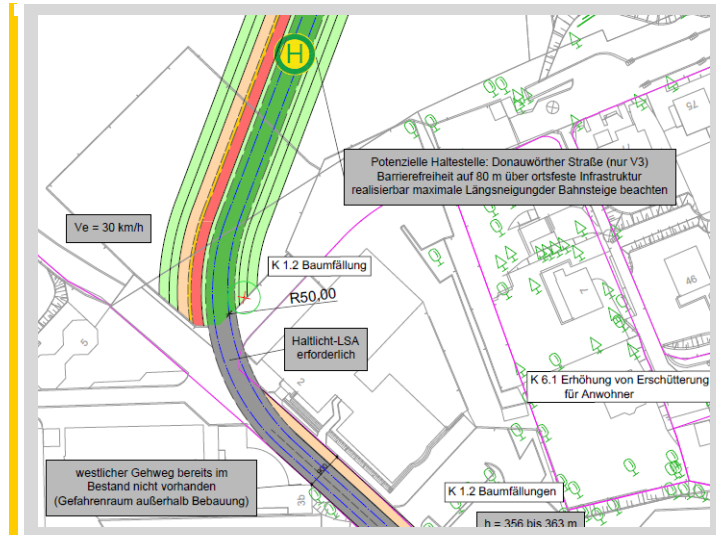 H
75
Potenzielle Haltestelle: Donauwörther Straße (nur V3)
Barrierefreiheit auf 80 m über ortsfeste Infrastruktur
realisierbar maximale Längsneigungder Bahnsteige beachten
Ve = 30 km/h
K 1.2 Baumfällung
R50.00
7
46
5
Haltlicht-LSA
erforderlich
2
K 6.1 Erhöhung von Erschütterung
für Anwohner
westlicher Gehweg bereits im
Bestand nicht vorhanden
(Gefahrenraum außerhalb Bebauung)
3b
K 1.2 Baumfällungen
h = 356 bis 363 m